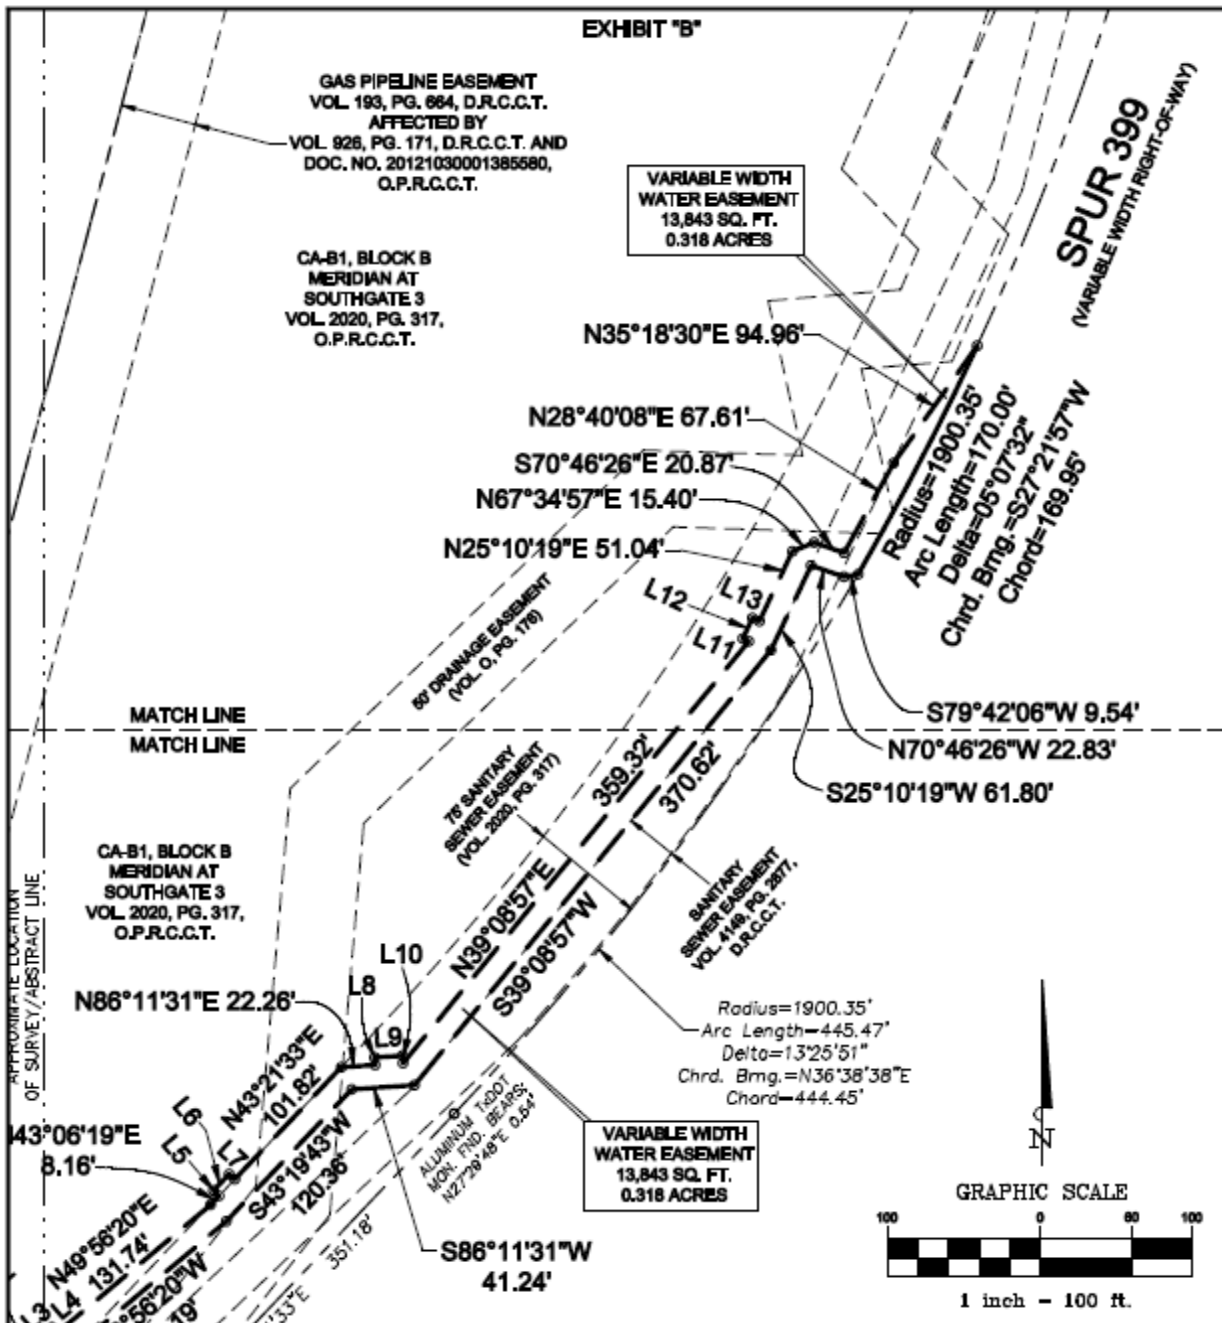 EXHIBIT "B"
GAS PIPELINE EASEMENT
VOL. 193, PG. 664, D.R.C.C.T.
AFFECTED BY
VOL. 926, PG. 171, D.R.C.C.T. AND
DOC. NO. 20121030001385580,
O.P.R.C.C.T.
VARIABLE WIDTH
WATER EASEMENT
13,843 SQ. FT.
0.318 ACRES
SPUR 399
(VARIABLE WIDTH RIGHT-OF-WAY)
CA-B1, BLOCK B
MERIDIAN AT
SOUTHGATE 3
VOL. 2020, PG. 317,
O.P.R.C.C.T.
N35°18'30"E 94.96'
N28°40'08"E 67.61'
S70°46'26"E 20.87'
N67°34'57"E 15.40'
N25°10'19"E 51.04'
Radius=1900.35'
Arc Length=170.00'
Delta=05°07'32"
Chrd. Brng.=S27°21'57"W
Chord=169.95'
L12
L13
L11
50' DRAINAGE EASEMENT
(VOL. O, PG. 176)
S79°42'06"W 9.54'
N70°46'26"W 22.83'
S25°10'19"W 61.80'
MATCH LINE
MATCH LINE
75' SANITARY
SEWER EASEMENT
(VOL. 2020, PG. 317)
359.32'
370.62'
N39°08'57"E
S39°08'57"W
SANITARY
SEWER EASEMENT
VOL. 4149, PG. 2877,
D.R.C.C.T.
CA-B1, BLOCK B
MERIDIAN AT
SOUTHGATE 3
VOL. 2020, PG. 317,
O.P.R.C.C.T.
APPROXIMATE LOCATION
OF SURVEY/ABSTRACT LINE
L10
L8
L9
N86°11'31"E 22.26'
Radius=1900.35'
Arc Length=445.47'
Delta=13°25'51"
Chrd. Brng.=N36°38'38"E
Chord=444.45'
N43°21'33"E
101.82'
L6
L5
L7
N43°06'19"E
8.16'
S43°19'43"W
120.36'
ALUMINUM TxDOT
MON. FND. BEARS:
N27°29'48"E 0.54'
VARIABLE WIDTH
WATER EASEMENT
13,843 SQ. FT.
0.318 ACRES
N49°56'20"E
131.74'
L3
L4
°56'20"W
19'
351.18'
'33"E
S86°11'31"W
41.24'
N
GRAPHIC SCALE
100 0 60 100
1 inch = 100 ft.